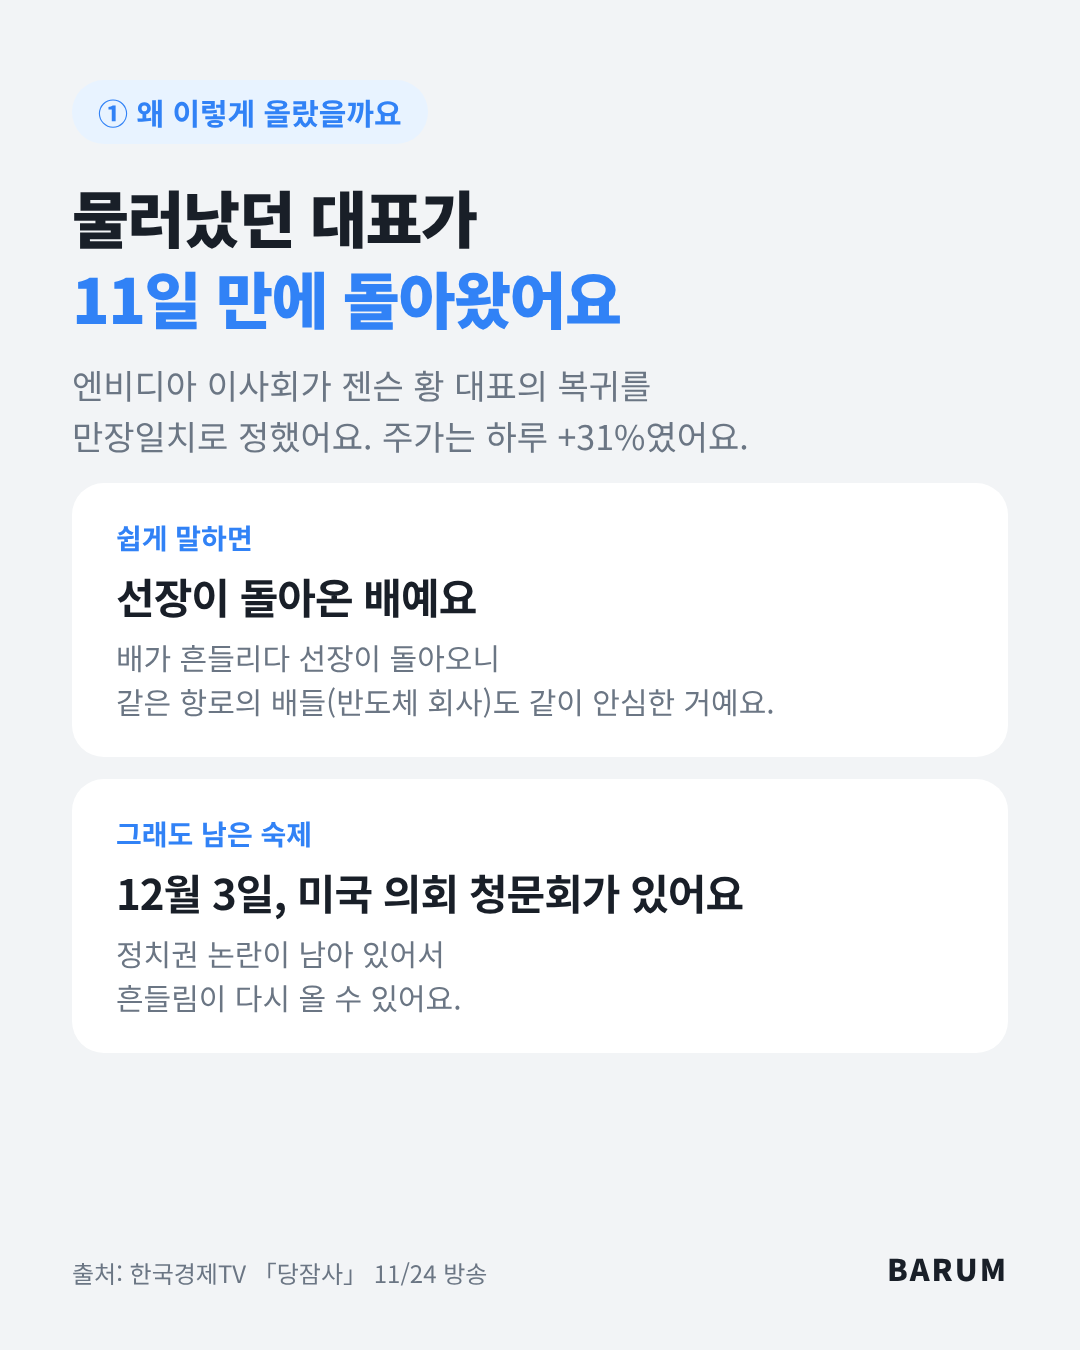 ① 왜 이렇게 올랐을까요
물러났던 대표가
11일 만에 돌아왔어요
엔비디아 이사회가 젠슨 황 대표의 복귀를
만장일치로 정했어요. 주가는 하루 +31%였어요.
쉽게 말하면
선장이 돌아온 배예요
배가 흔들리다 선장이 돌아오니
같은 항로의 배들(반도체 회사)도 같이 안심한 거예요.
그래도 남은 숙제
12월 3일, 미국 의회 청문회가 있어요
정치권 논란이 남아 있어서
흔들림이 다시 올 수 있어요.
출처: 한국경제TV 「당잠사」 11/24 방송
BARUM